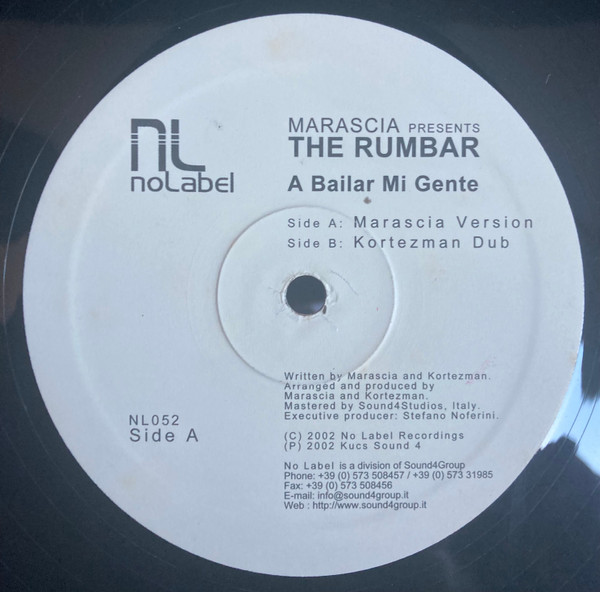 NL
noLabel
MARASCIA PRESENTS
THE RUMBAR
A Bailar Mi Gente
Side A: Marascia Version
Side B: Kortezman Dub
Written by Marascia and Kortezman.
Arranged and produced by
Marascia and Kortezman.
Mastered by Sound4Studios, Italy.
Executive producer: Stefano Noferini.
NL052
Side A
(C) 2002 No Label Recordings
(P) 2002 Kucs Sound 4
No Label is a division of Sound4Group
Phone: +39 (0) 573 508457 / +39 (0) 573 31985
Fax: +39 (0) 573 508456
E-mail: info@sound4group.it
Web : http://www.sound4group.it